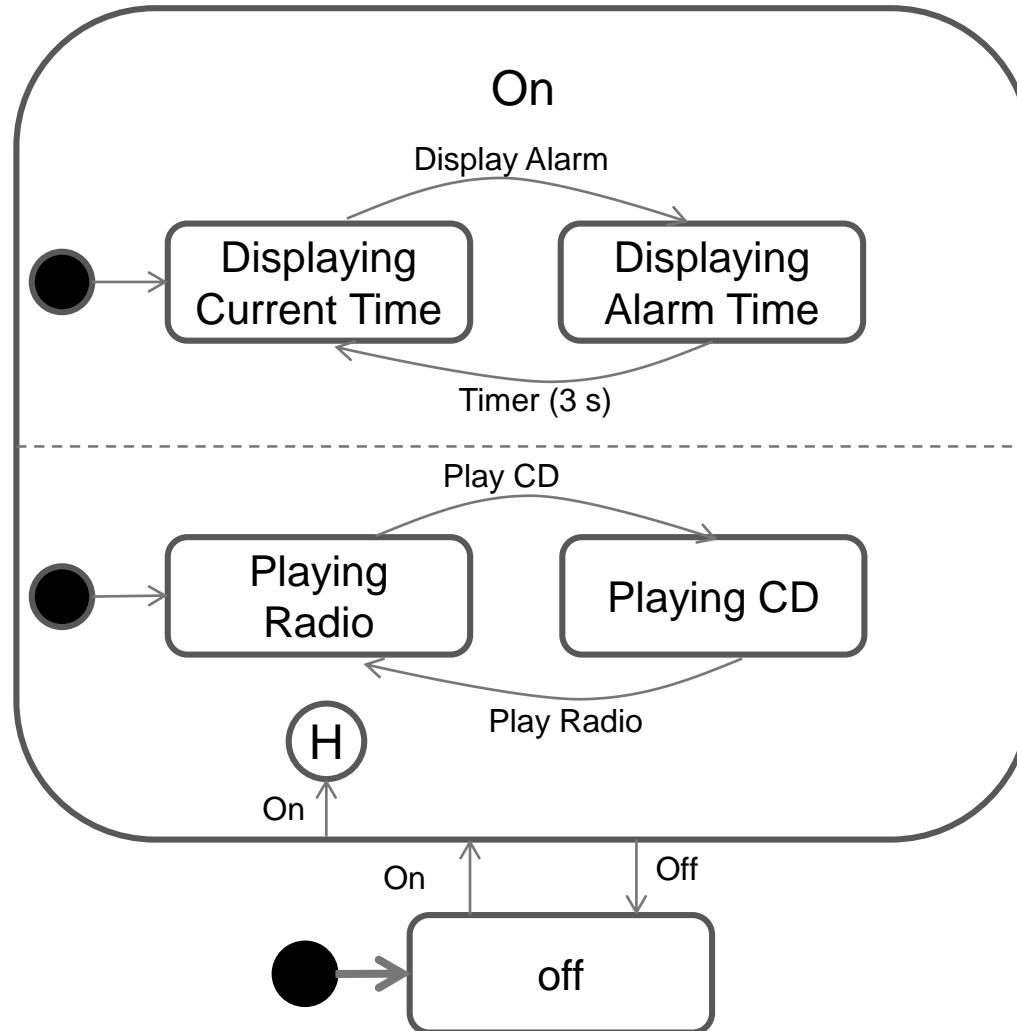 On
Display Alarm
Displaying
Current Time
Displaying
Alarm Time
Timer (3 s)
Play CD
Playing
Radio
Playing CD
Play Radio
H
On
On
Off
off